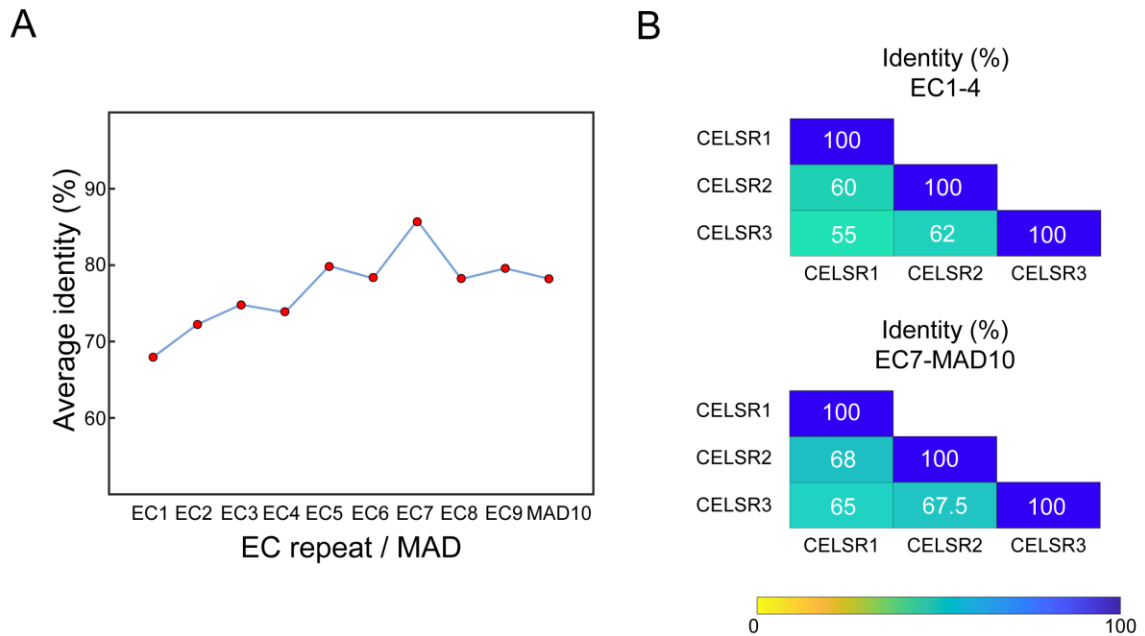 A
Average identity (%)
90
80
70
60
EC1 EC2 EC3 EC4 EC5 EC6 EC7 EC8 EC9 MAD10
EC repeat / MAD
B
Identity (%)
EC1-4
CELSR1 100
CELSR2 60 100
CELSR3 55 62 100
CELSR1 CELSR2 CELSR3
Identity (%)
EC7-MAD10
CELSR1 100
CELSR2 68 100
CELSR3 65 67.5 100
CELSR1 CELSR2 CELSR3
0 100